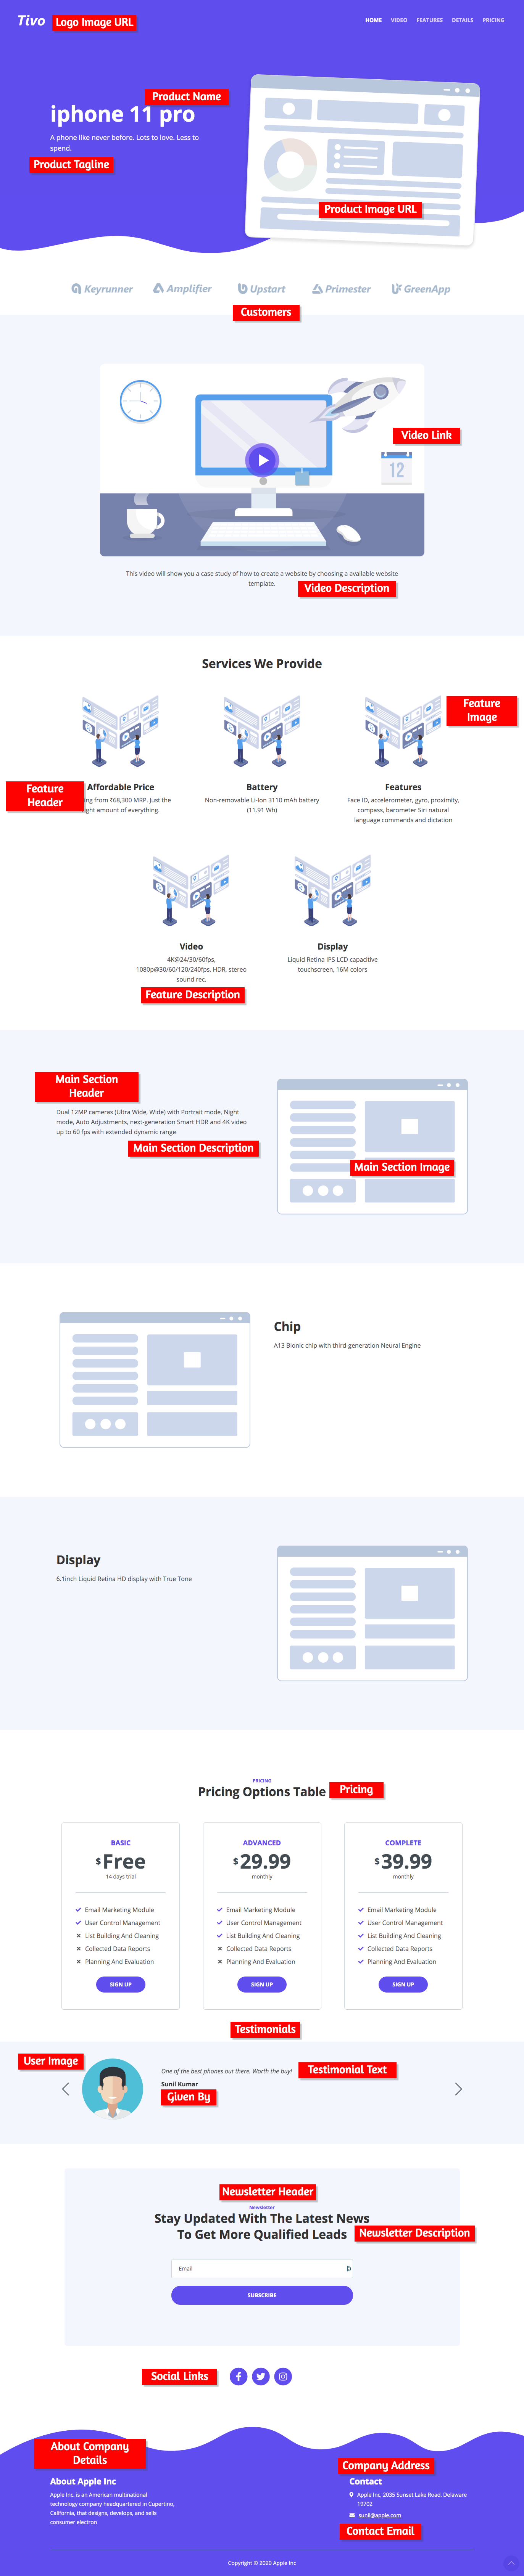 Tivo
Logo Image URL
HOME VIDEO FEATURES DETAILS PRICING
Product Name
iphone 11 pro
A phone like never before. Lots to love. Less to
spend.
Product Tagline
Product Image URL
Keyrunner Amplifier Upstart Primester GreenApp
Customers
Video Link
12
This video will show you a case study of how to create a website by choosing a available website
template.
Video Description
Services We Provide
Feature
Image
Feature
Header
Affordable Price
ng from ₹68,300 MRP. Just the
ght amount of everything.
Battery
Non-removable Li-Ion 3110 mAh battery
(11.91 Wh)
Features
Face ID, accelerometer, gyro, proximity,
compass, barometer Siri natural
language commands and dictation
Video
4K@24/30/60fps,
1080p@30/60/120/240fps, HDR, stereo
sound rec.
Feature Description
Display
Liquid Retina IPS LCD capacitive
touchscreen, 16M colors
Main Section
Header
Dual 12MP cameras (Ultra Wide, Wide) with Portrait mode, Night
mode, Auto Adjustments, next-generation Smart HDR and 4K video
up to 60 fps with extended dynamic range
Main Section Description
Main Section Image
Chip
A13 Bionic chip with third-generation Neural Engine
Display
6.1inch Liquid Retina HD display with True Tone
PRICING
Pricing Options Table
Pricing
BASIC
$Free
14 days trial
Email Marketing Module
User Control Management
List Building And Cleaning
Collected Data Reports
Planning And Evaluation
SIGN UP
ADVANCED
$29.99
monthly
Email Marketing Module
User Control Management
List Building And Cleaning
Collected Data Reports
Planning And Evaluation
SIGN UP
COMPLETE
$39.99
monthly
Email Marketing Module
User Control Management
List Building And Cleaning
Collected Data Reports
Planning And Evaluation
SIGN UP
Testimonials
User Image
One of the best phones out there. Worth the buy!
Testimonial Text
Sunil Kumar
Given By
Newsletter Header
Newsletter
Stay Updated With The Latest News
To Get More Qualified Leads
Newsletter Description
Email
SUBSCRIBE
Social Links
About Company
Details
About Apple Inc
Apple Inc. is an American multinational
technology company headquartered in Cupertino,
California, that designs, develops, and sells
consumer electron
Company Address
Contact
Apple Inc, 2035 Sunset Lake Road, Delaware
19702
sunil@apple.com
Contact Email
Copyright © 2020 Apple Inc